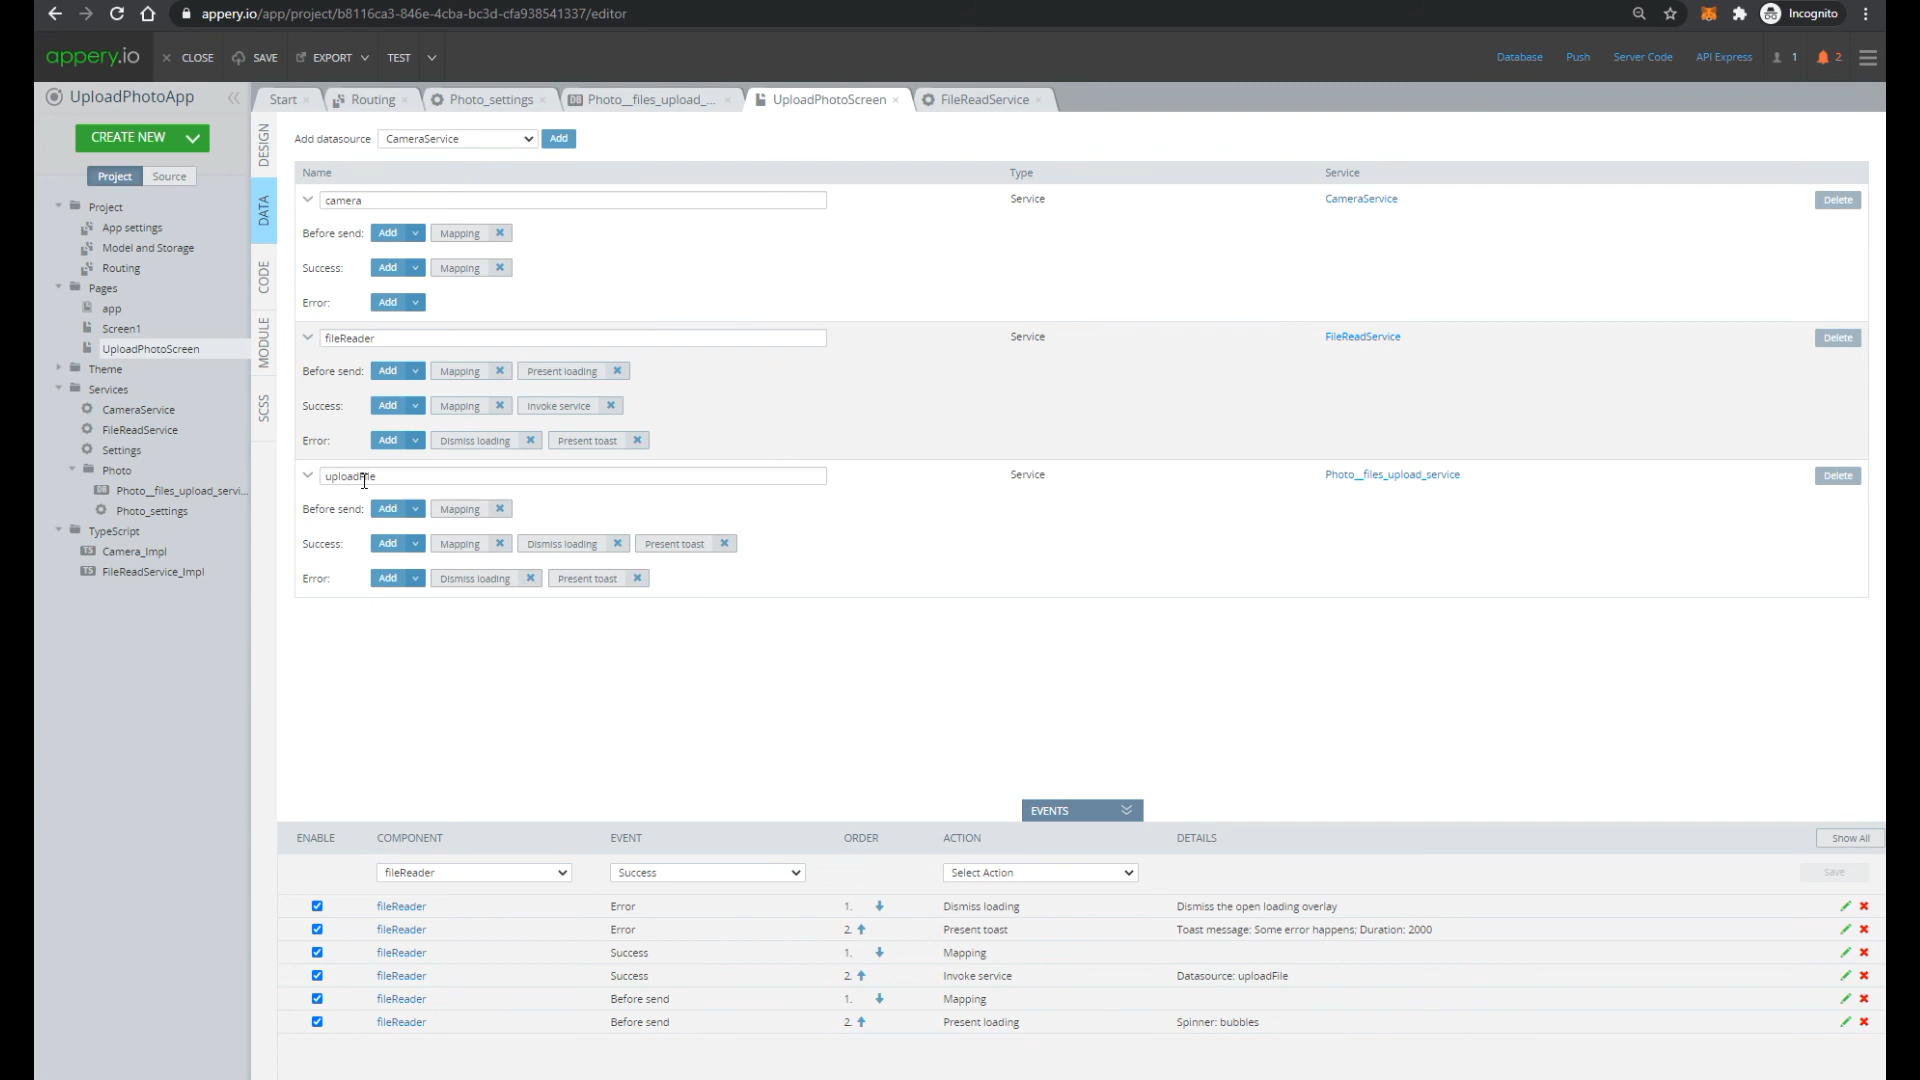 appery.io/app/project/b8116ca3-846e-4cba-bc3d-cfa938541337/editor
Incognito
appery.io
CLOSE
SAVE
EXPORT
TEST
Database
Push
Server Code
API Express
1
2
UploadPhotoApp
Start
Routing
Photo_settings
Photo__files_upload_...
UploadPhotoScreen
FileReadService
CREATE NEW
Project
Source
Project
App settings
Model and Storage
Routing
Pages
app
Screen1
UploadPhotoScreen
Theme
Services
CameraService
FileReadService
Settings
Photo
Photo__files_upload_servi...
Photo_settings
TypeScript
Camera_Impl
FileReadService_Impl
DESIGN
DATA
CODE
MODULE
SCSS
Add datasource CameraService Add
Name Type Service
camera Service CameraService Delete
Before send: Add Mapping
Success: Add Mapping
Error: Add
fileReader Service FileReadService Delete
Before send: Add Mapping Present loading
Success: Add Mapping Invoke service
Error: Add Dismiss loading Present toast
uploadFile Service Photo__files_upload_service Delete
Before send: Add Mapping
Success: Add Mapping Dismiss loading Present toast
Error: Add Dismiss loading Present toast
EVENTS
ENABLE COMPONENT EVENT ORDER ACTION DETAILS Show All
fileReader Success Select Action Save
fileReader Error 1. Dismiss loading Dismiss the open loading overlay
fileReader Error 2. Present toast Toast message: Some error happens; Duration: 2000
fileReader Success 1. Mapping
fileReader Success 2. Invoke service Datasource: uploadFile
fileReader Before send 1. Mapping
fileReader Before send 2. Present loading Spinner: bubbles